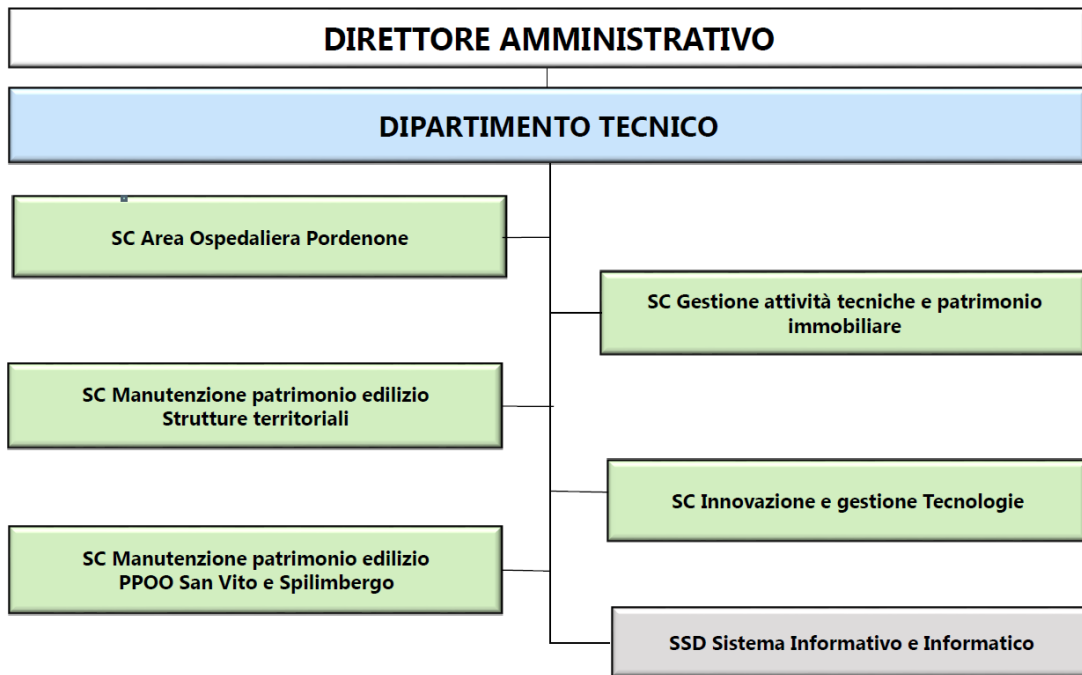 DIRETTORE AMMINISTRATIVO
DIPARTIMENTO TECNICO
SC Area Ospedaliera Pordenone
SC Gestione attività tecniche e patrimonio
immobiliare
SC Manutenzione patrimonio edilizio
Strutture territoriali
SC Innovazione e gestione Tecnologie
SC Manutenzione patrimonio edilizio
PPOO San Vito e Spilimbergo
SSD Sistema Informativo e Informatico